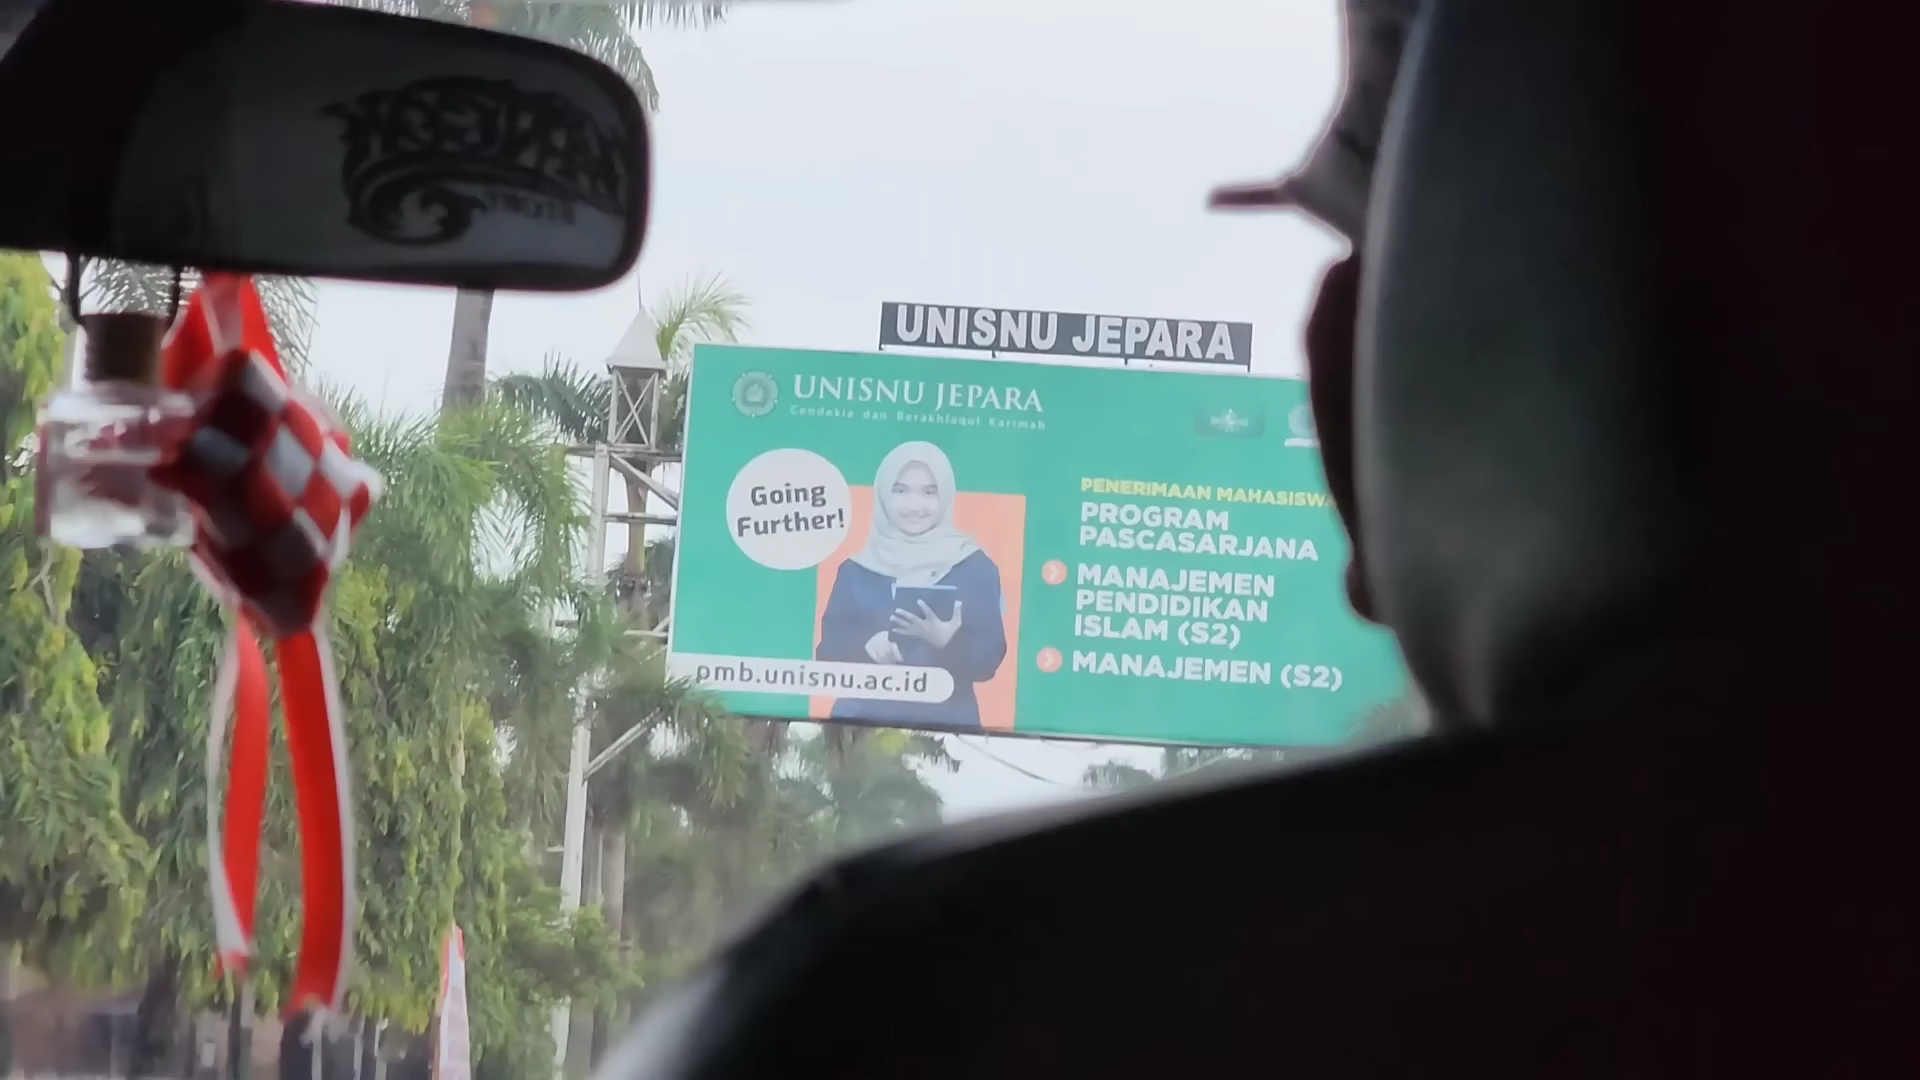 UNISNU JEPARA
UNISNU JEPARA
Cendekia dan Berakhlaqul Karimah
Going
Further!
PENERIMAAN
PROGRAM
PASCASARJANA
MANAJEMEN
PENDIDIKAN
ISLAM (S2)
MANAJEMEN (S2)
pmb.unisnu.ac.id